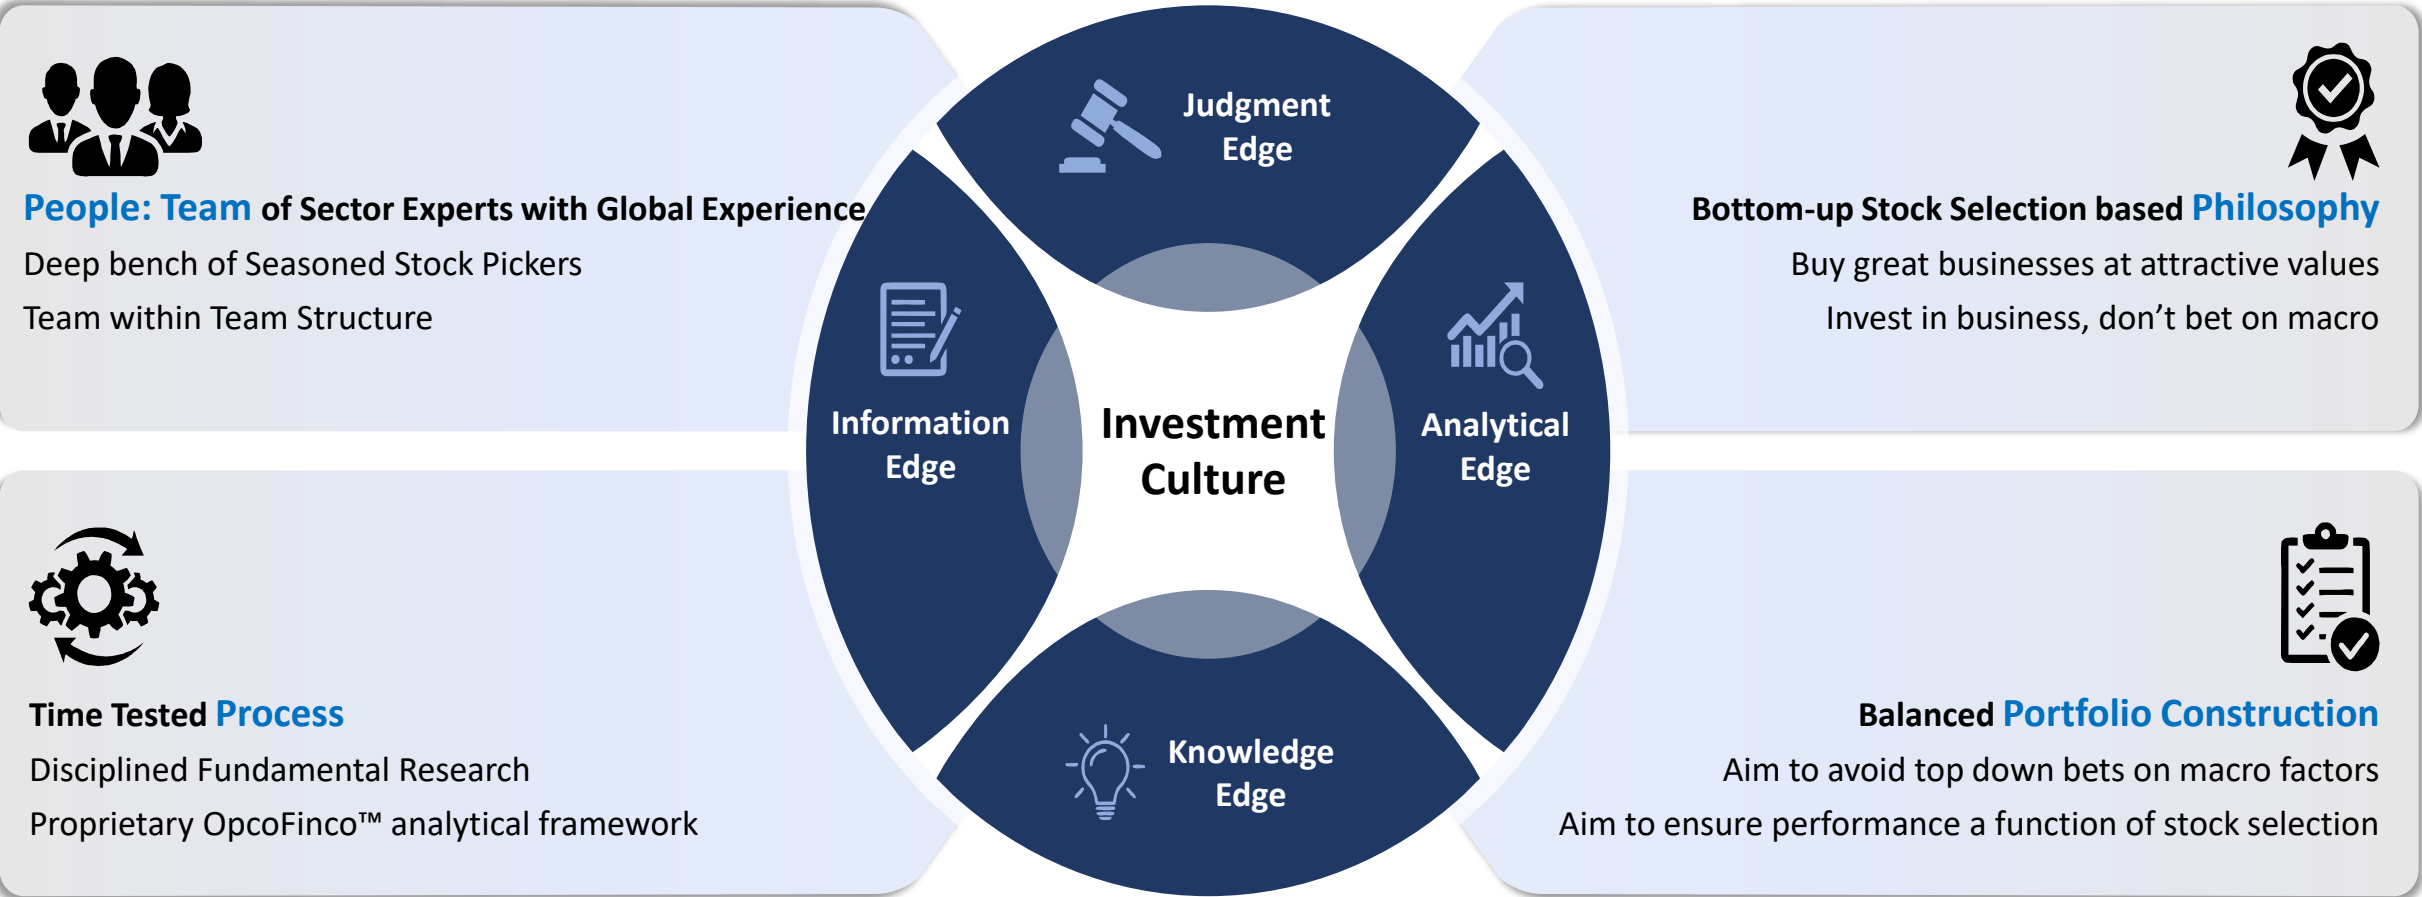 People: Team of Sector Experts with Global Experience
Deep bench of Seasoned Stock Pickers
Team within Team Structure
Judgment
Edge
Bottom-up Stock Selection based Philosophy
Buy great businesses at attractive values
Invest in business, don’t bet on macro
Information
Edge
Investment
Culture
Analytical
Edge
Time Tested Process
Disciplined Fundamental Research
Proprietary OpcoFinco™ analytical framework
Knowledge
Edge
Balanced Portfolio Construction
Aim to avoid top down bets on macro factors
Aim to ensure performance a function of stock selection